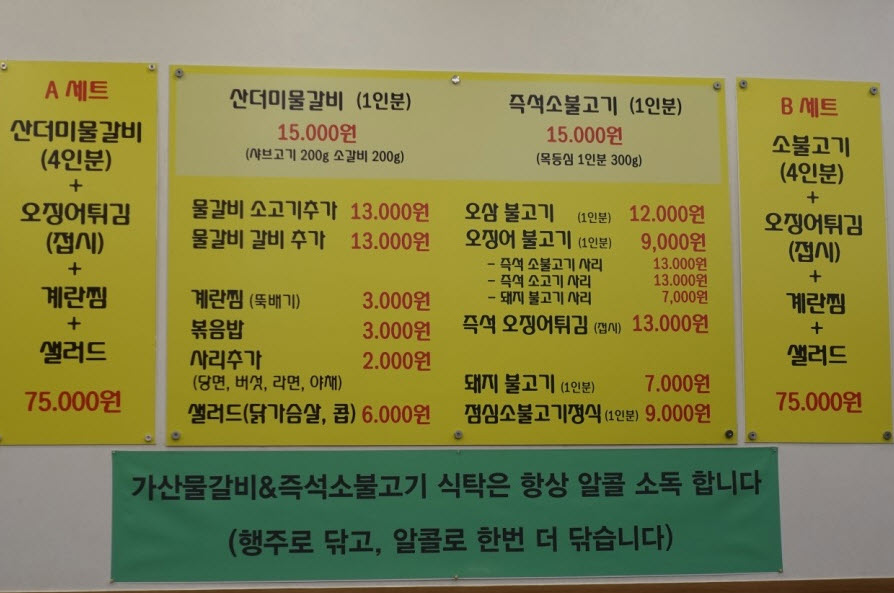 A 세트
산더미물갈비
(4인분)
+
오징어튀김
(접시)
+
계란찜
+
샐러드
75.000원
산더미물갈비 (1인분)
15.000원
(샤브고기 200g 소갈비 200g)
즉석소불고기 (1인분)
15.000원
(목등심 1인분 300g)
물갈비 소고기추가 13.000원
물갈비 갈비 추가 13.000원
계란찜 (뚝배기) 3.000원
볶음밥 3.000원
사리추가 2.000원
(당면, 버섯, 라면, 야채)
샐러드(닭가슴살, 콥) 6.000원
오삼 불고기 (1인분) 12.000원
오징어 불고기 (1인분) 9,000원
- 즉석 소불고기 사리 13.000원
- 즉석 소고기 사리 13.000원
- 돼지 불고기 사리 7,000원
즉석 오징어튀김 (접시) 13.000원
돼지 불고기 (1인분) 7.000원
점심소불고기정식 (1인분) 9.000원
B 세트
소불고기
(4인분)
+
오징어튀김
(접시)
+
계란찜
+
샐러드
75.000원
가산물갈비&즉석소불고기 식탁은 항상 알콜 소독 합니다
(행주로 닦고, 알콜로 한번 더 닦습니다)